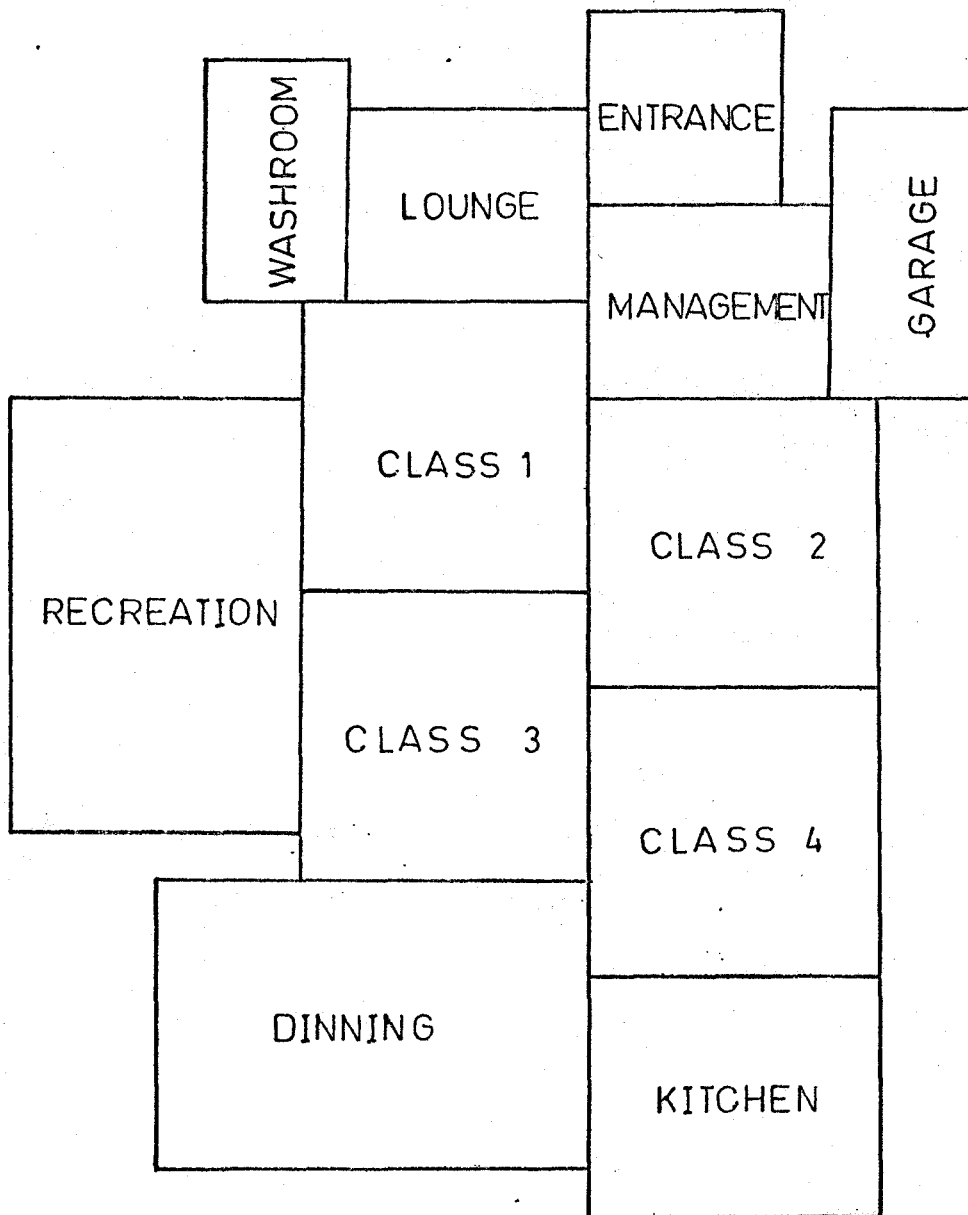 WASHROOM
LOUNGE
ENTRANCE
GARAGE
MANAGEMENT
CLASS 1
CLASS 2
RECREATION
CLASS 3
CLASS 4
DINNING
KITCHEN